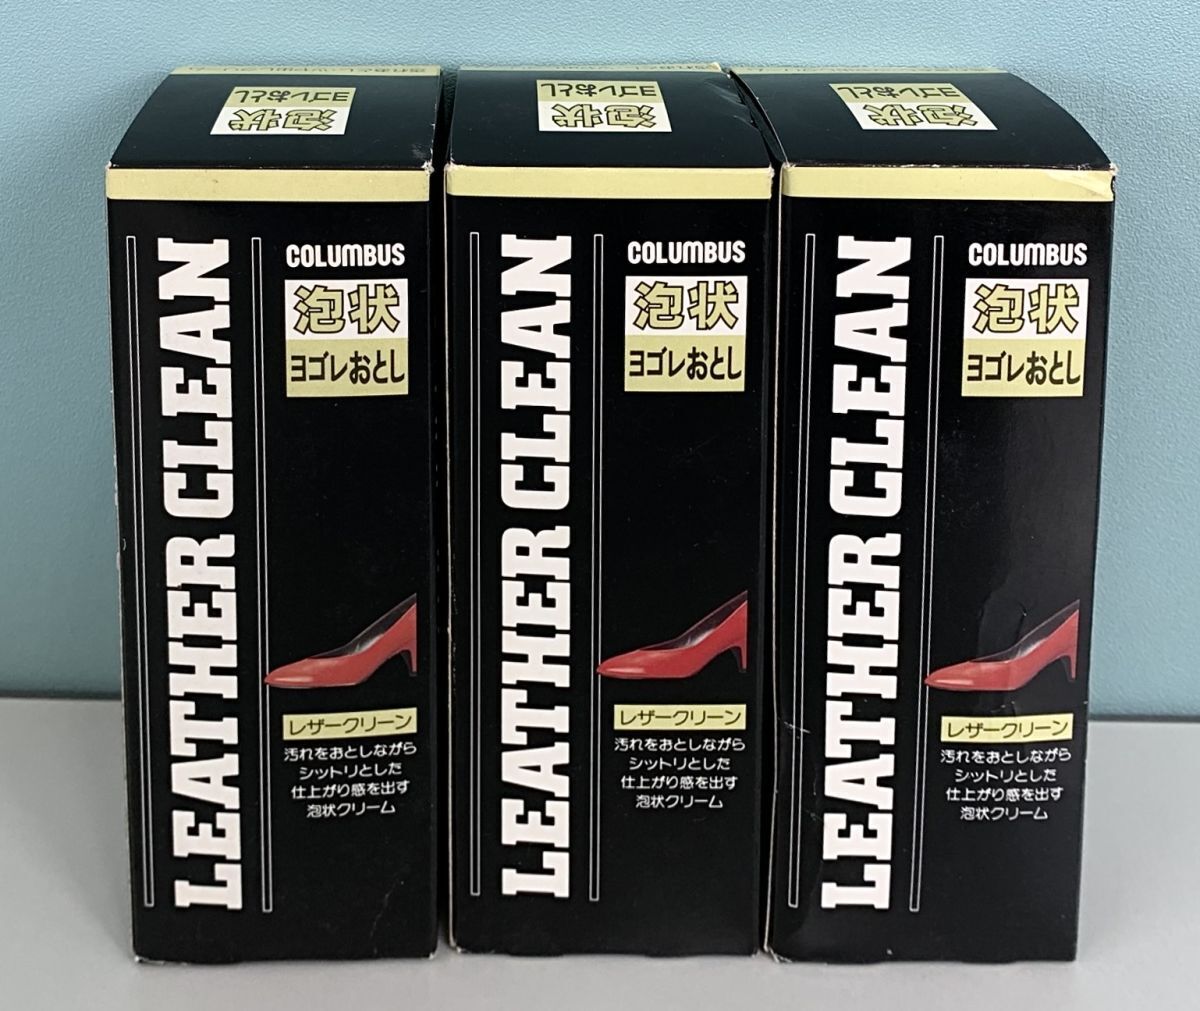 泡状
ヨゴレおとし
泡状
ヨゴレおとし
泡状
ヨゴレおとし
LEATHER CLEAN
COLUMBUS
泡状
ヨゴレおとし
レザークリーン
汚れをおとしながら
シットリとした
仕上がり感を出す
泡状クリーム
LEATHER CLEAN
COLUMBUS
泡状
ヨゴレおとし
レザークリーン
汚れをおとしながら
シットリとした
仕上がり感を出す
泡状クリーム
LEATHER CLEAN
COLUMBUS
泡状
ヨゴレおとし
レザークリーン
汚れをおとしながら
シットリとした
仕上がり感を出す
泡状クリーム